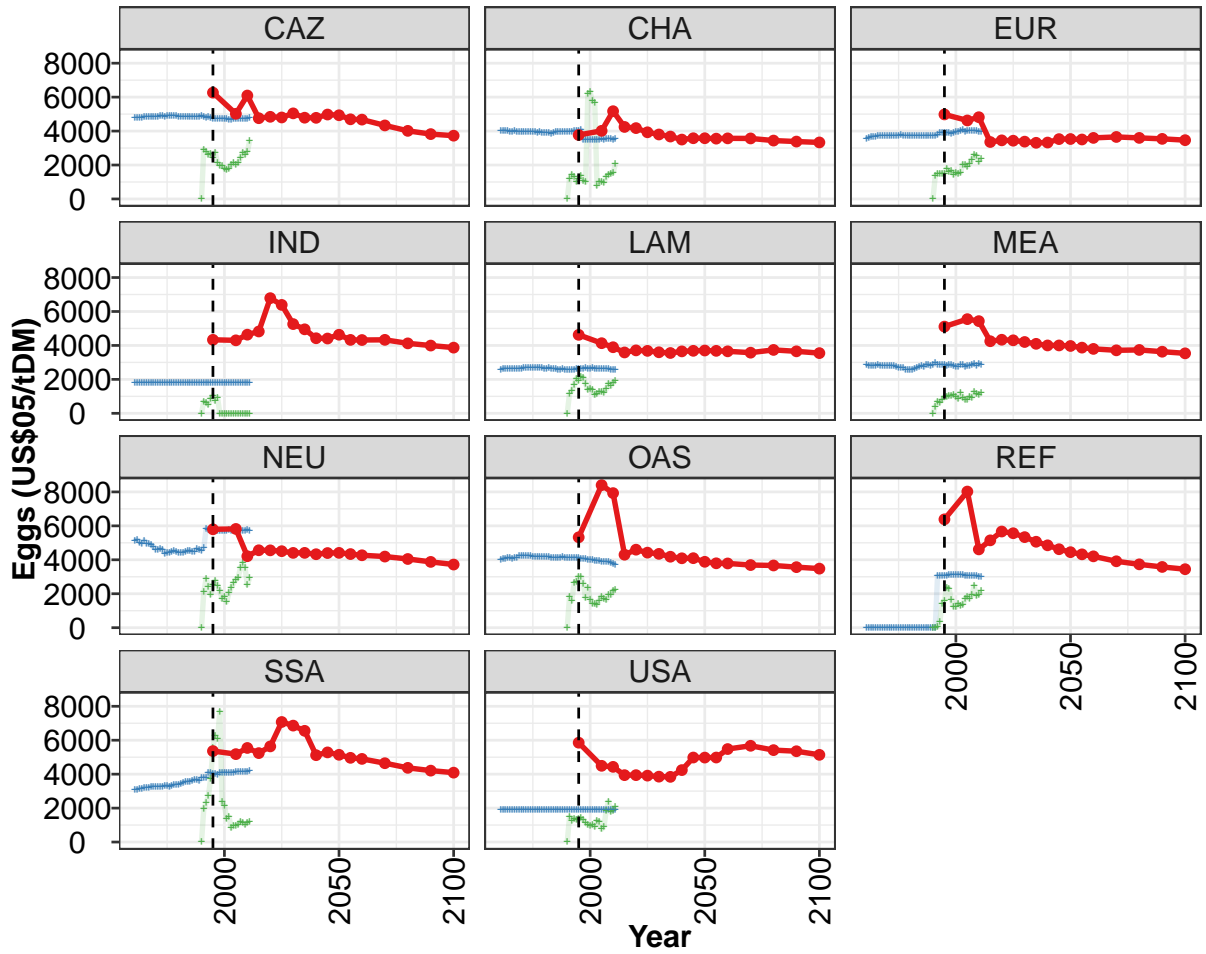 CAZ CHA EUR
8000
6000
4000
2000
0
IND LAM MEA
8000
6000
4000
2000
0
NEU OAS REF
8000
6000
4000
2000
0
SSA USA
8000
6000
4000
2000
0
Eggs (US$05/tDM)
2000 2050 2100
2000 2050 2100
2000 2050 2100
Year